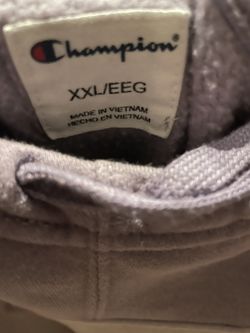 Champion
XXL/EEG
MADE IN VIETNAM
HECHO EN VIETNAM